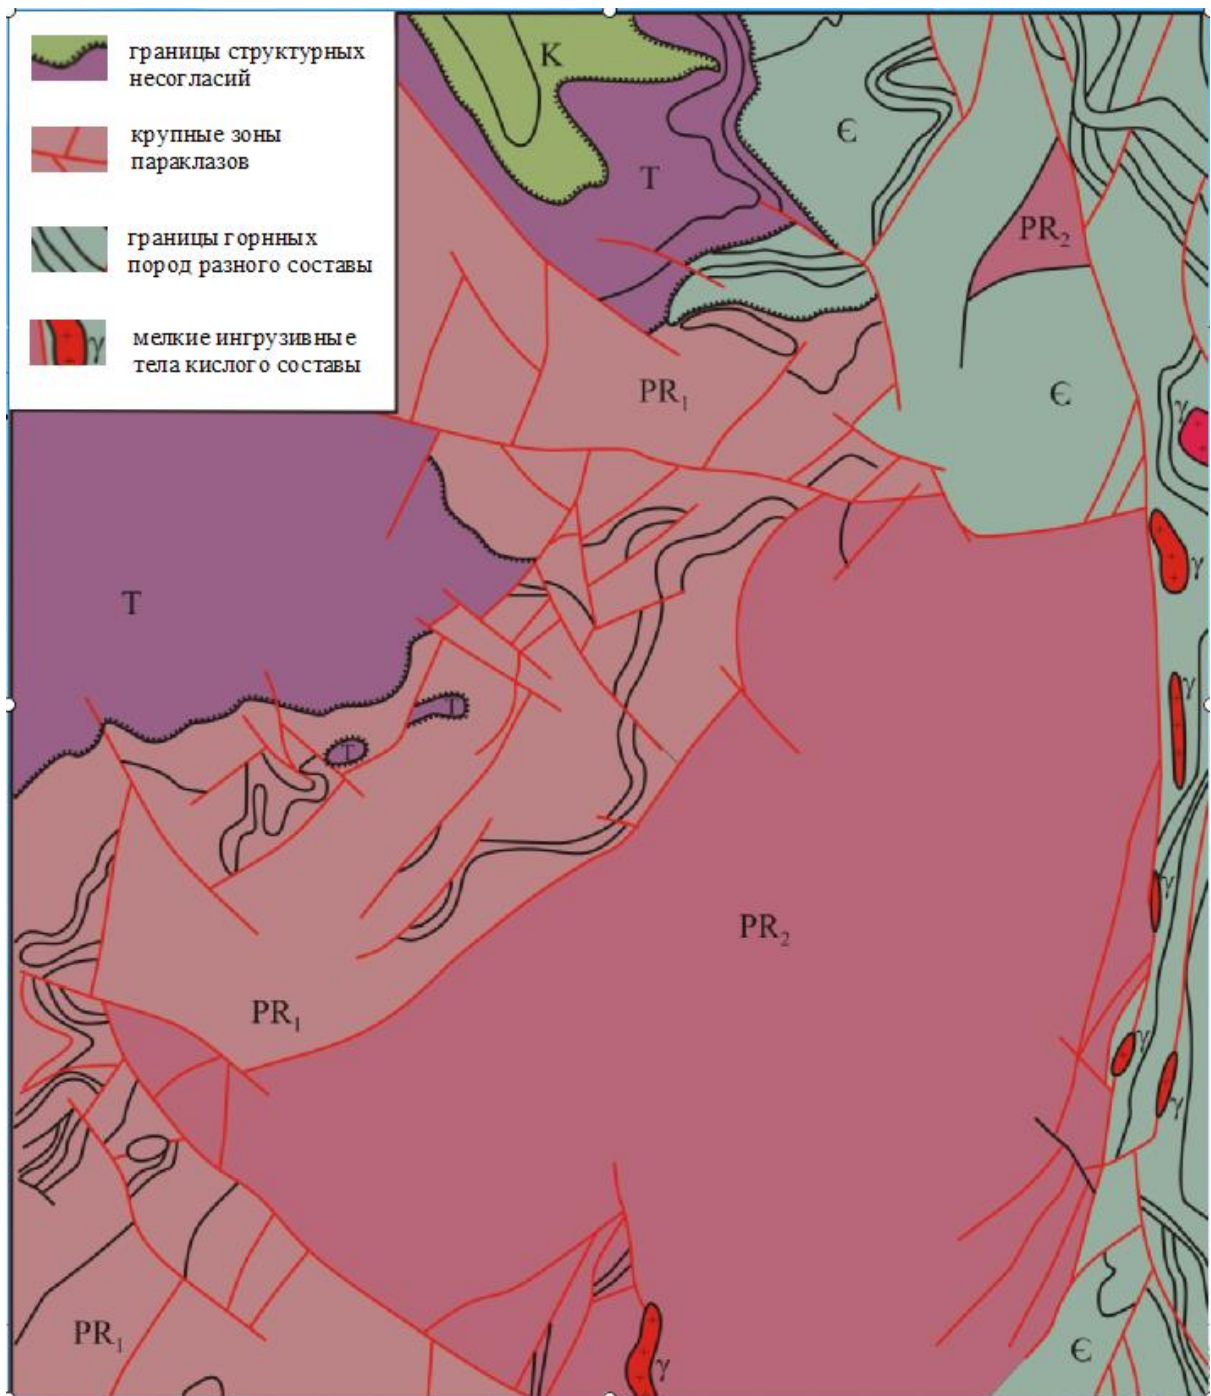 границы структурных
несогласий
крупные зоны
параклазов
границы горнных
пород разного составы
γ
мелкие ингрузивные
тела кислого составы
K
Є
T
PR₂
PR₁
Є
γ
γ
T
γ
T
T
γ
PR₂
PR₁
γ
γ
PR₁
Є
γ